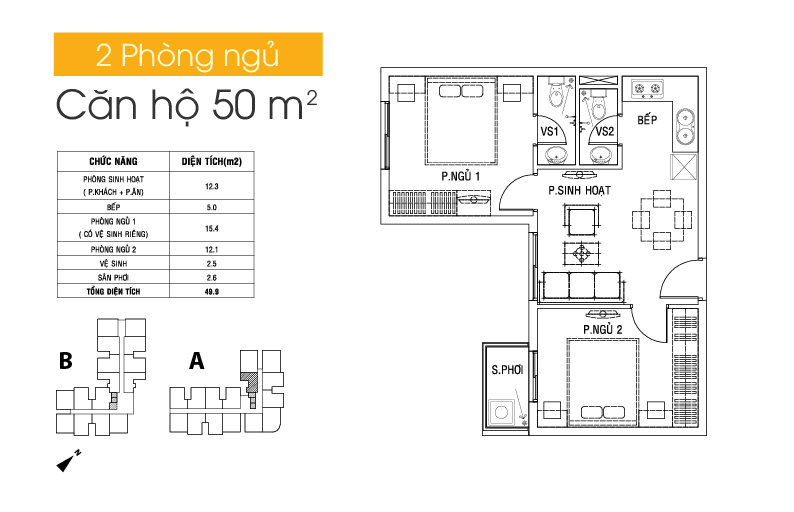 2 Phòng ngủ
Căn hộ 50 m²
CHỨC NĂNG DIỆN TÍCH(m2)
PHÒNG SINH HOẠT
( P.KHÁCH + P.ĂN) 12.3
BẾP 5.0
PHÒNG NGỦ 1
( CÓ VỆ SINH RIÊNG) 15.4
PHÒNG NGỦ 2 12.1
VỆ SINH 2.5
SÂN PHƠI 2.6
TỔNG DIỆN TÍCH 49.9
B
A
N
VS1
VS2
BẾP
P.NGỦ 1
P.SINH HOẠT
P.NGỦ 2
S.PHƠI